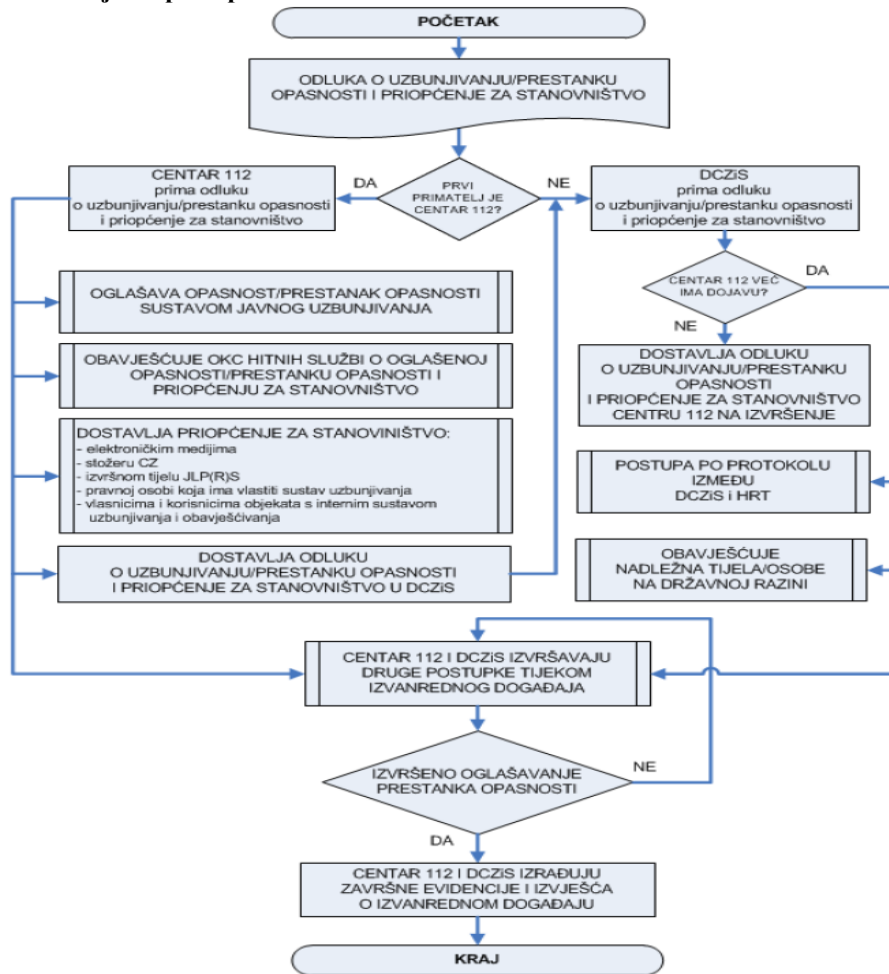 POČETAK
ODLUKA O UZBUNJIVANJU/PRESTANKU
OPASNOSTI I PRIOPĆENJE ZA STANOVNIŠTVO
CENTAR 112
prima odluku
o uzbunjivanju/prestanku opasnosti
i priopćenje za stanovništvo
DA
PRVI
PRIMATELJ JE
CENTAR 112?
NE
DCZiS
prima odluku
o uzbunjivanju/prestanku opasnosti
i priopćenje za stanovništvo
CENTAR 112 VEĆ
IMA DOJAVU?
DA
NE
OGLAŠAVA OPASNOST/PRESTANAK OPASNOSTI
SUSTAVOM JAVNOG UZBUNJIVANJA
OBAVJEŠĆUJE OKC HITNIH SLUŽBI O OGLAŠENOJ
OPASNOSTI/PRESTANKU OPASNOSTI I
PRIOPĆENJU ZA STANOVNIŠTVO
DOSTAVLJA ODLUKU
O UZBUNJIVANJU/PRESTANKU
OPASNOSTI
I PRIOPĆENJE ZA STANOVNIŠTVO
CENTRU 112 NA IZVRŠENJE
DOSTAVLJA PRIOPĆENJE ZA STANOVINIŠTVO:
- elektroničkim medijima
- stožeru CZ
- izvršnom tijelu JLP(R)S
- pravnoj osobi koja ima vlastiti sustav uzbunjivanja
- vlasnicima i korisnicima objekata s internim sustavom
uzbunjivanja i obavješćivanja
POSTUPA PO PROTOKOLU
IZMEĐU
DCZiS i HRT
DOSTAVLJA ODLUKU
O UZBUNJIVANJU/PRESTANKU OPASNOSTI
I PRIOPĆENJE ZA STANOVNIŠTVO U DCZiS
OBAVJEŠĆUJE
NADLEŽNA TIJELA/OSOBE
NA DRŽAVNOJ RAZINI
CENTAR 112 I DCZiS IZVRŠAVAJU
DRUGE POSTUPKE TIJEKOM
IZVANREDNOG DOGAĐAJA
IZVRŠENO OGLAŠAVANJE
PRESTANKA OPASNOSTI
NE
DA
CENTAR 112 I DCZiS IZRAĐUJU
ZAVRŠNE EVIDENCIJE I IZVJEŠĆA
O IZVANREDNOM DOGAĐAJU
KRAJ